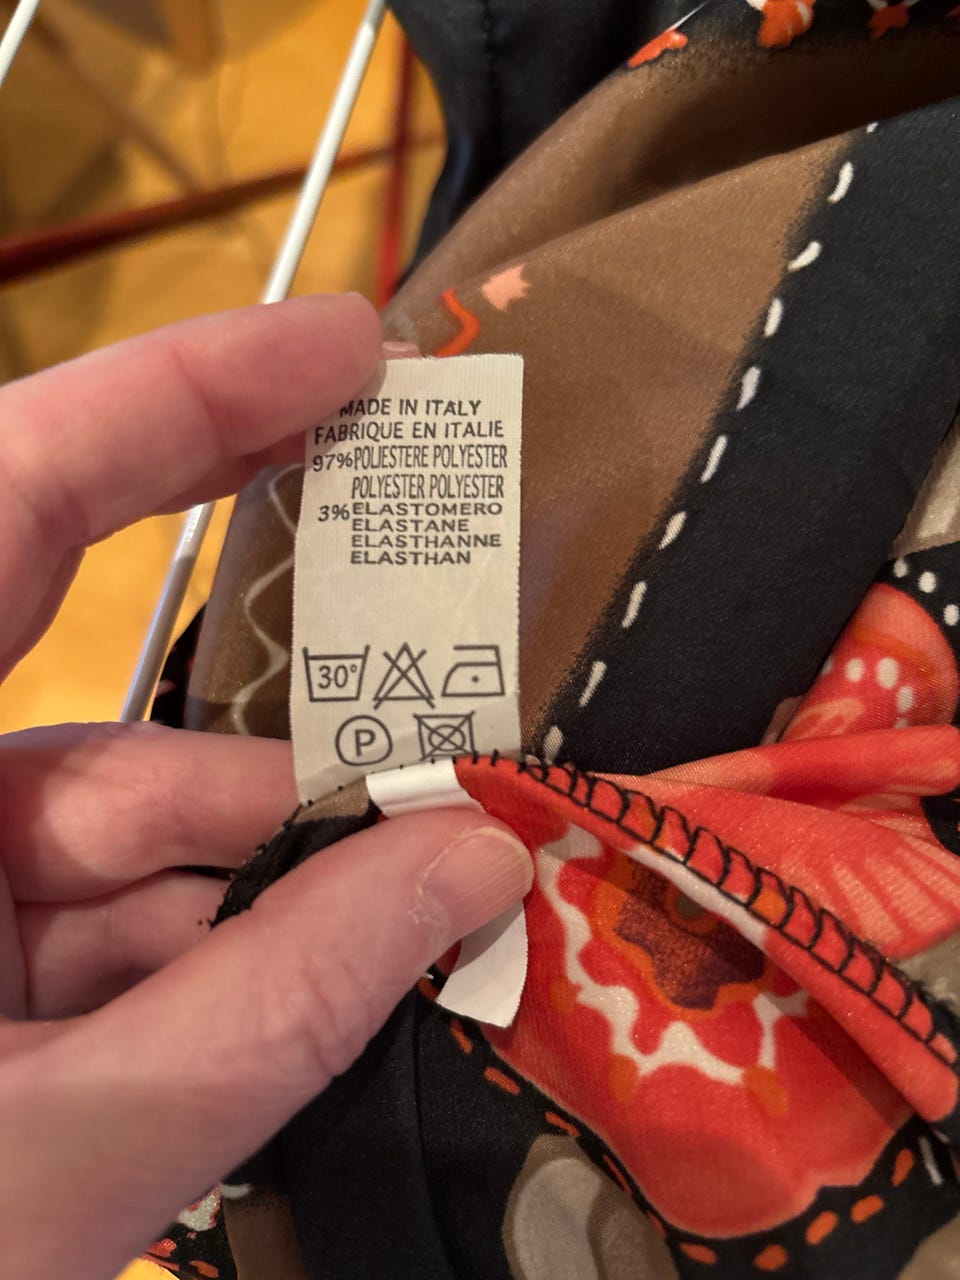 MADE IN ITALY
FABRIQUE EN ITALIE
97% POLIESTERE POLYESTER
POLYESTER POLYESTER
3% ELASTOMERO
ELASTANE
ELASTHANNE
ELASTHAN
30°
P